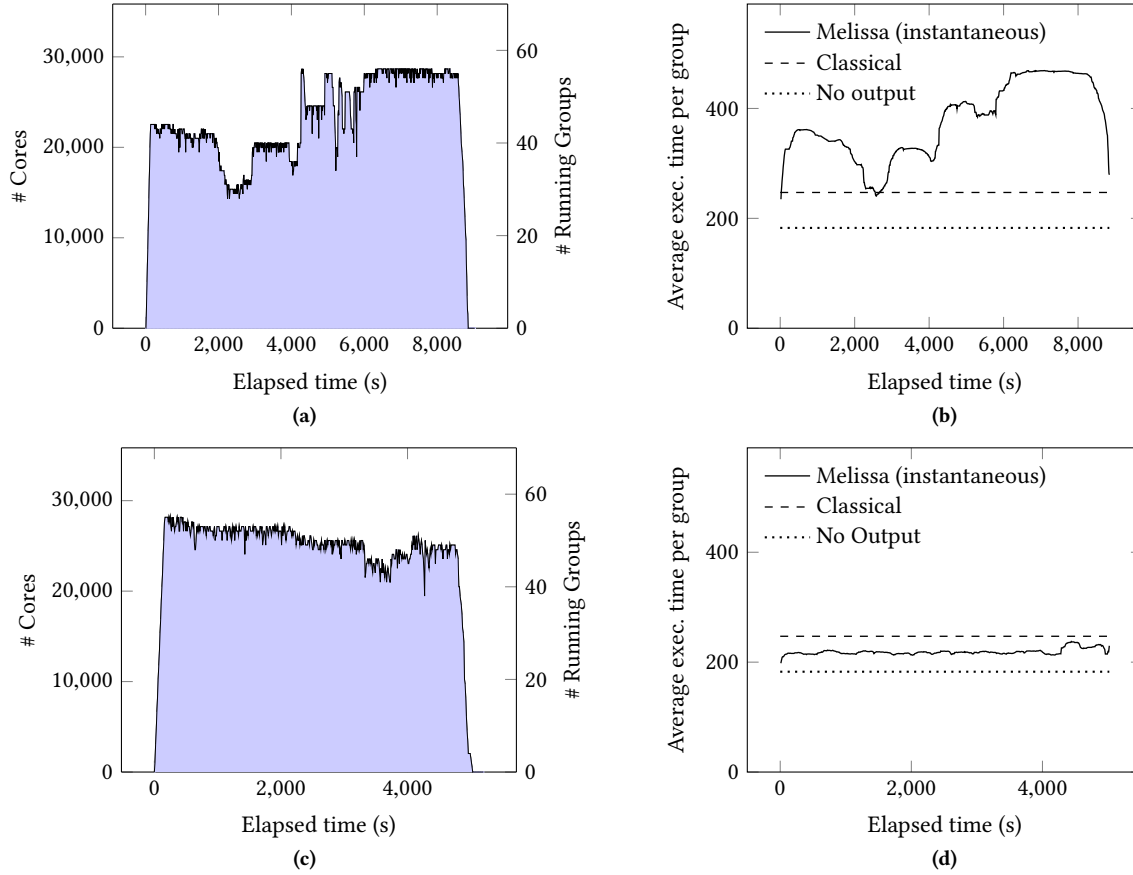 30,000
20,000
10,000
0
# Cores
60
40
20
0
# Running Groups
0 2,000 4,000 6,000 8,000
Elapsed time (s)
(a)
Melissa (instantaneous)
Classical
No output
400
200
0
Average exec. time per group
0 2,000 4,000 6,000 8,000
Elapsed time (s)
(b)
30,000
20,000
10,000
0
# Cores
60
40
20
0
# Running Groups
0 2,000 4,000
Elapsed time (s)
(c)
Melissa (instantaneous)
Classical
No Output
400
200
0
Average exec. time per group
0 2,000 4,000
Elapsed time (s)
(d)